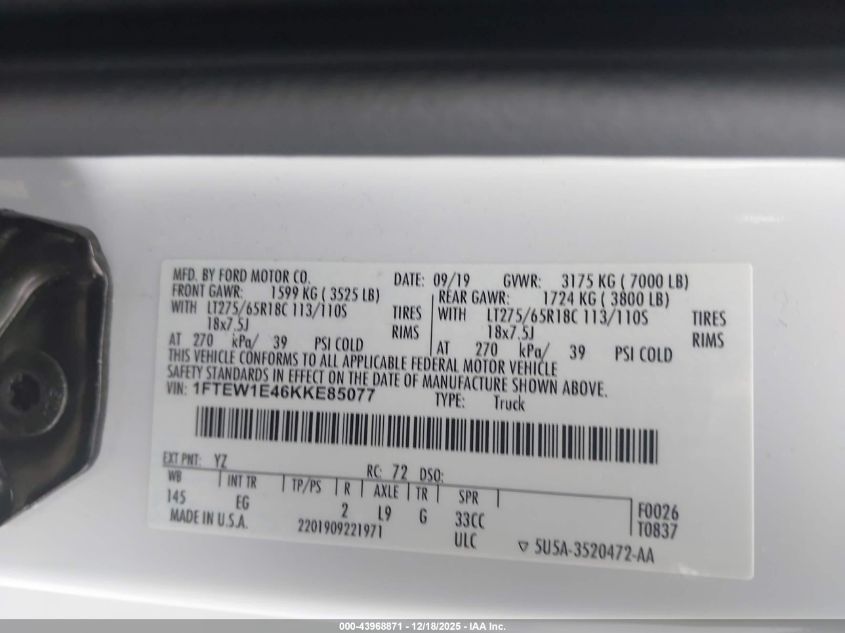 MFD. BY FORD MOTOR CO. DATE: 09/19 GVWR: 3175 KG ( 7000 LB)
FRONT GAWR: 1599 KG ( 3525 LB) REAR GAWR: 1724 KG ( 3800 LB)
WITH LT275/65R18C 113/110S TIRES WITH LT275/65R18C 113/110S TIRES
18x7.5J RIMS 18x7.5J RIMS
AT 270 kPa/ 39 PSI COLD AT 270 kPa/ 39 PSI COLD
THIS VEHICLE CONFORMS TO ALL APPLICABLE FEDERAL MOTOR VEHICLE
SAFETY STANDARDS IN EFFECT ON THE DATE OF MANUFACTURE SHOWN ABOVE.
VIN: 1FTEW1E46KKE85077 TYPE: Truck
EXT PNT: YZ RC: 72 DSO:
WB INT TR TP/PS R AXLE TR SPR
145 EG 2 L9 G 33CC F0026
MADE IN U.S.A. 2201909221971 ULC T0837
▽ 5U5A-3520472-AA
000-43968871 - 12/18/2025 - IAA Inc.